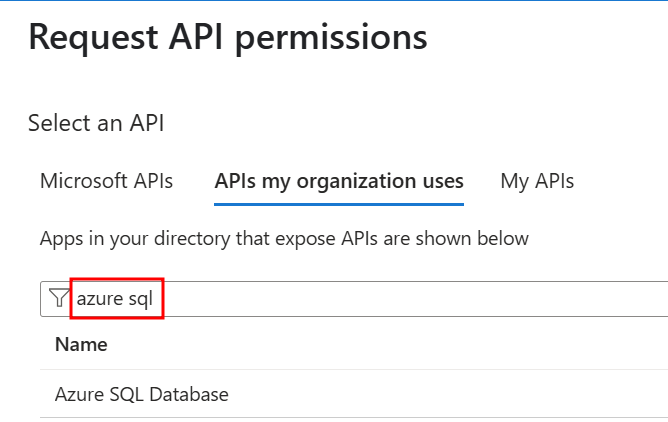 Request API permissions
Select an API
Microsoft APIs APIs my organization uses My APIs
Apps in your directory that expose APIs are shown below
azure sql
Name
Azure SQL Database